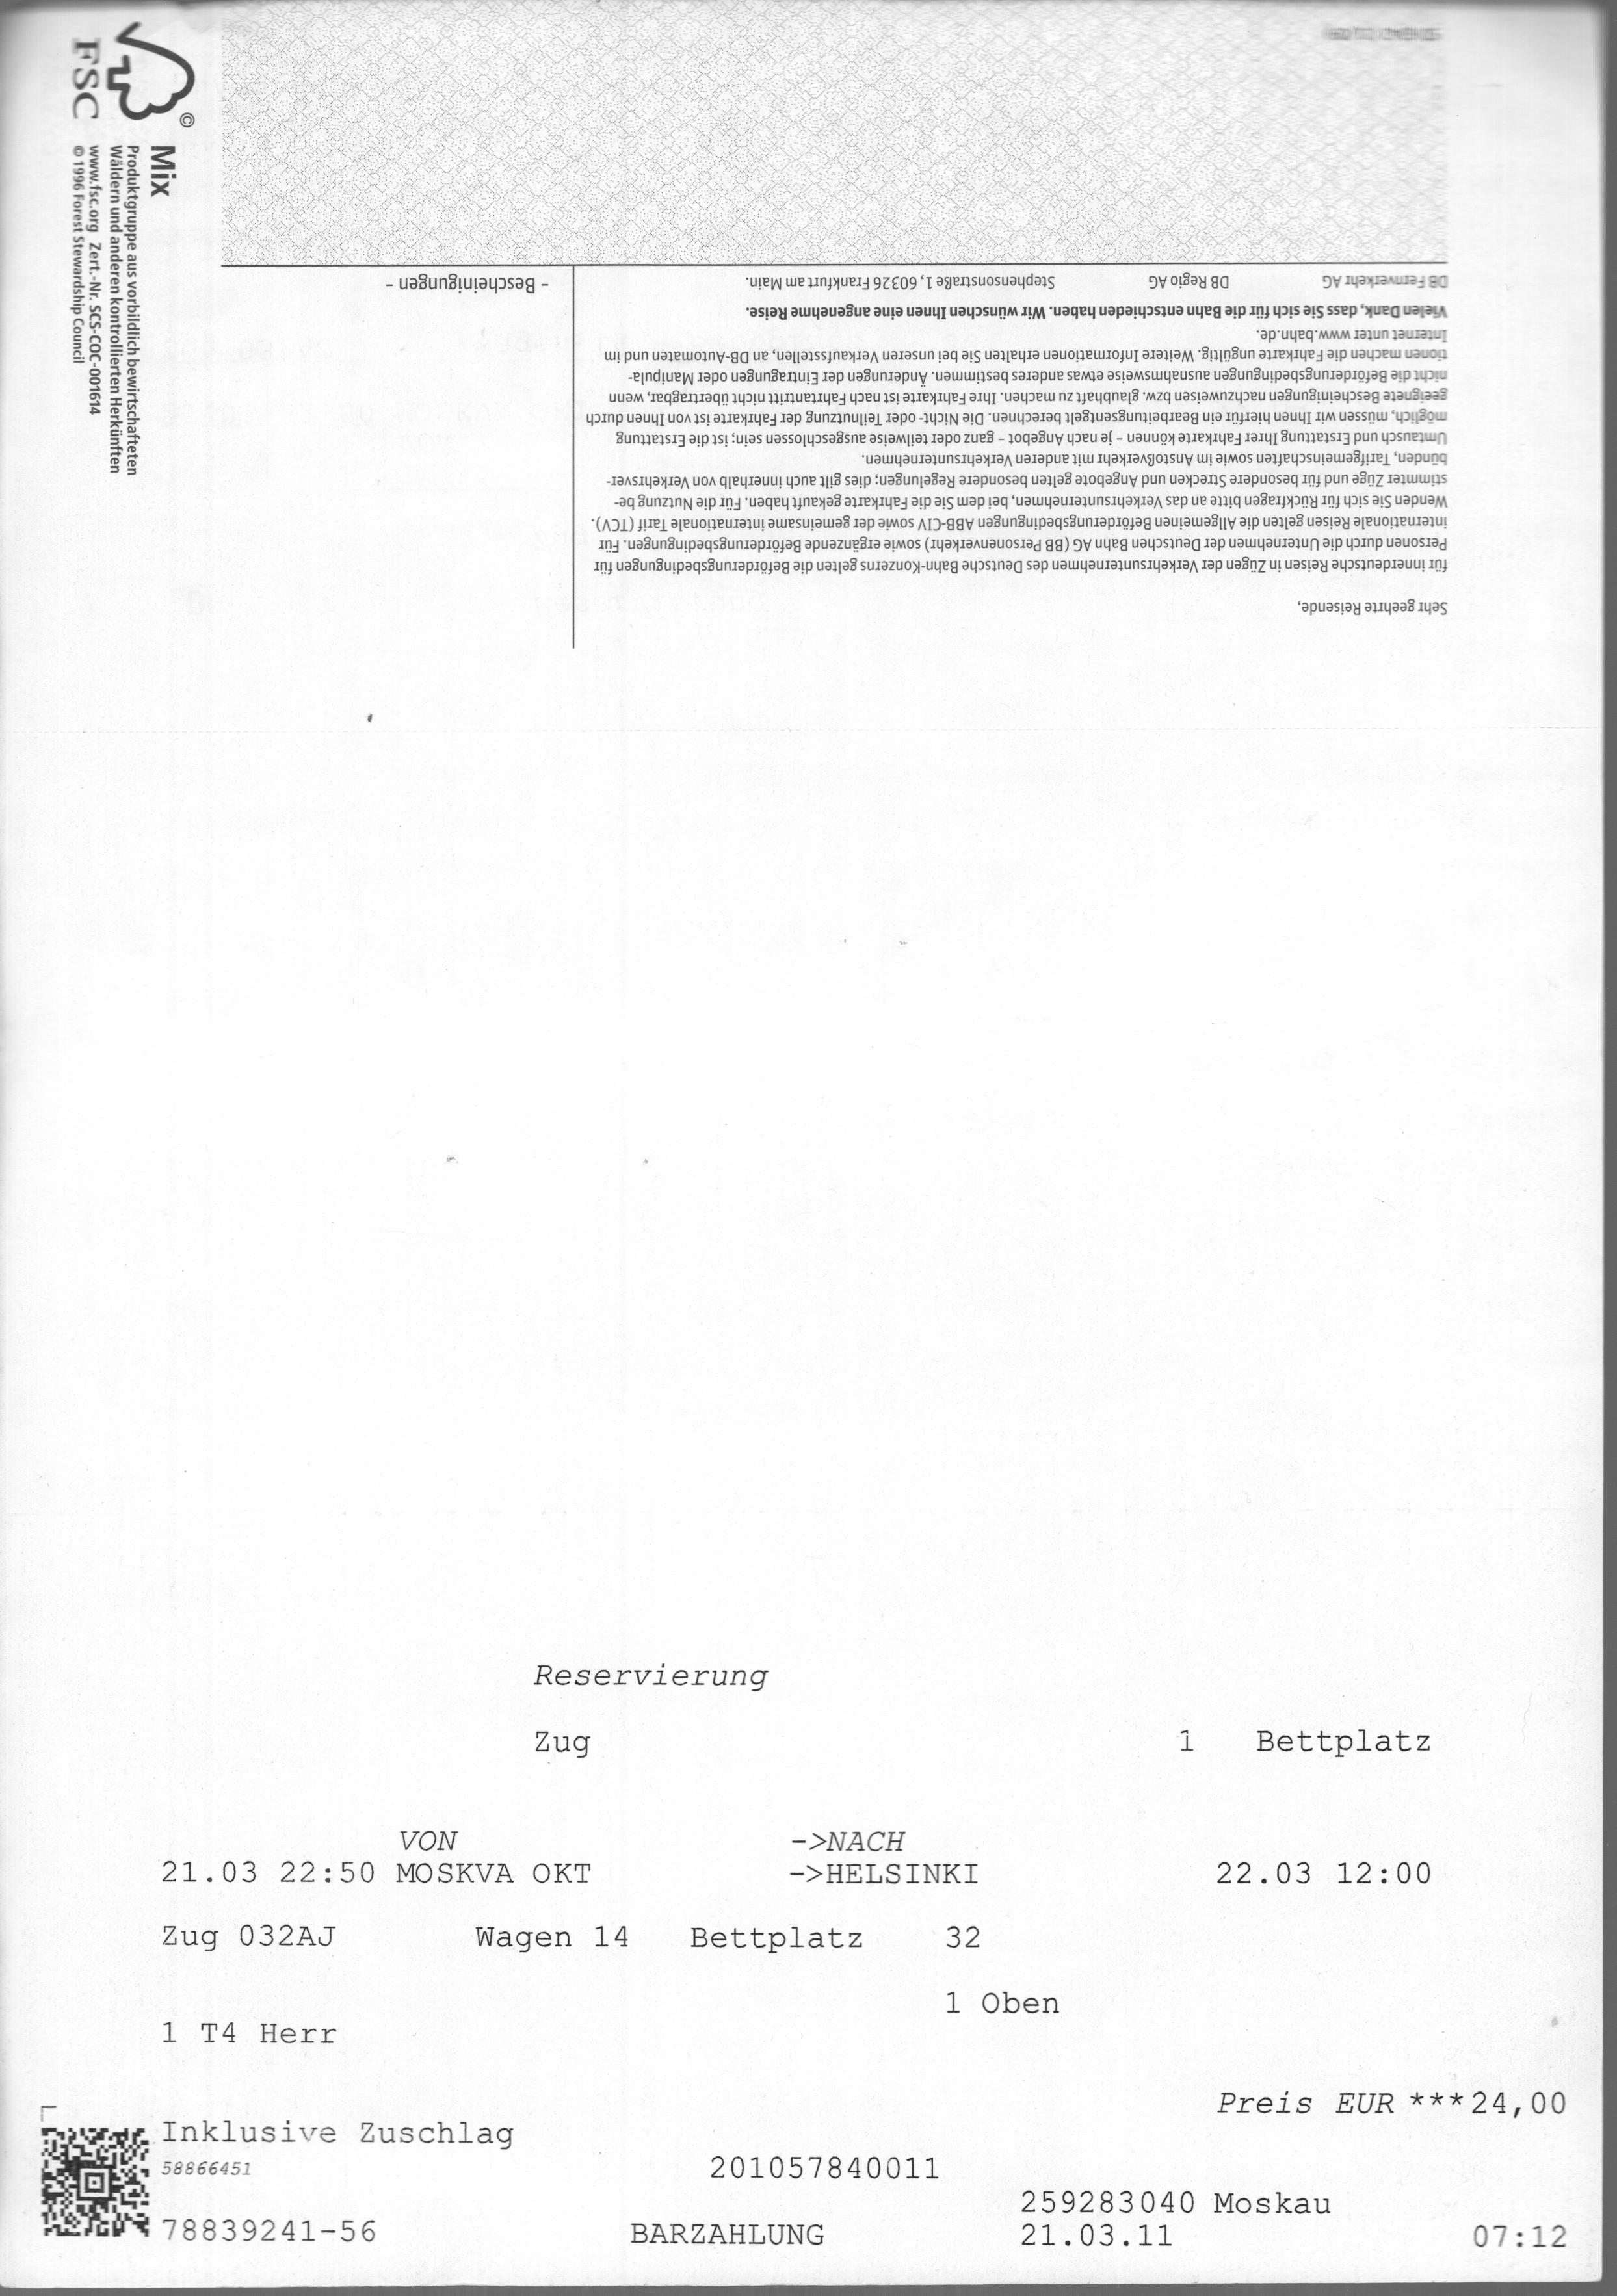 FSC
©
Mix
Produktgruppe aus vorbildlich bewirtschafteten
Wäldern und anderen kontrollierten Herkünften
www.fsc.org Zert.-Nr. SCS-COC-001614
© 1996 Forest Stewardship Council
Sehr geehrte Reisende,
für innerdeutsche Reisen in Zügen der Verkehrsunternehmen des Deutsche Bahn-Konzerns gelten die Beförderungsbedingungen für
Personen durch die Unternehmen der Deutschen Bahn AG (BB Personenverkehr) sowie ergänzende Beförderungsbedingungen. Für
internationale Reisen gelten die Allgemeinen Beförderungsbedingungen ABB-CIV sowie der gemeinsame internationale Tarif (TCV).
Wenden Sie sich für Rückfragen bitte an das Verkehrsunternehmen, bei dem Sie die Fahrkarte gekauft haben. Für die Nutzung be-
stimmter Züge und für besondere Strecken und Angebote gelten besondere Regelungen; dies gilt auch innerhalb von Verkehrsver-
bünden, Tarifgemeinschaften sowie im Anstoßverkehr mit anderen Verkehrsunternehmen.
Umtausch und Erstattung Ihrer Fahrkarte können – je nach Angebot – ganz oder teilweise ausgeschlossen sein; ist die Erstattung
möglich, müssen wir Ihnen hierfür ein Bearbeitungsentgelt berechnen. Die Nicht- oder Teilnutzung der Fahrkarte ist von Ihnen durch
geeignete Bescheinigungen nachzuweisen bzw. glaubhaft zu machen. Ihre Fahrkarte ist nach Fahrtantritt nicht übertragbar, wenn
nicht die Beförderungsbedingungen ausnahmsweise etwas anderes bestimmen. Änderungen der Eintragungen oder Manipula-
tionen machen die Fahrkarte ungültig. Weitere Informationen erhalten Sie bei unseren Verkaufsstellen, an DB-Automaten und im
Internet unter www.bahn.de.
Vielen Dank, dass Sie sich für die Bahn entschieden haben. Wir wünschen Ihnen eine angenehme Reise.
DB Fernverkehr AG DB Regio AG Stephensonstraße 1, 60326 Frankfurt am Main.
– Bescheinigungen –
Reservierung
Zug 1 Bettplatz
VON ->NACH
21.03 22:50 MOSKVA OKT ->HELSINKI 22.03 12:00
Zug 032AJ Wagen 14 Bettplatz 32
1 Oben
1 T4 Herr
Preis EUR ***24,00
Inklusive Zuschlag
58866451
201057840011
259283040 Moskau
78839241-56 BARZAHLUNG 21.03.11 07:12